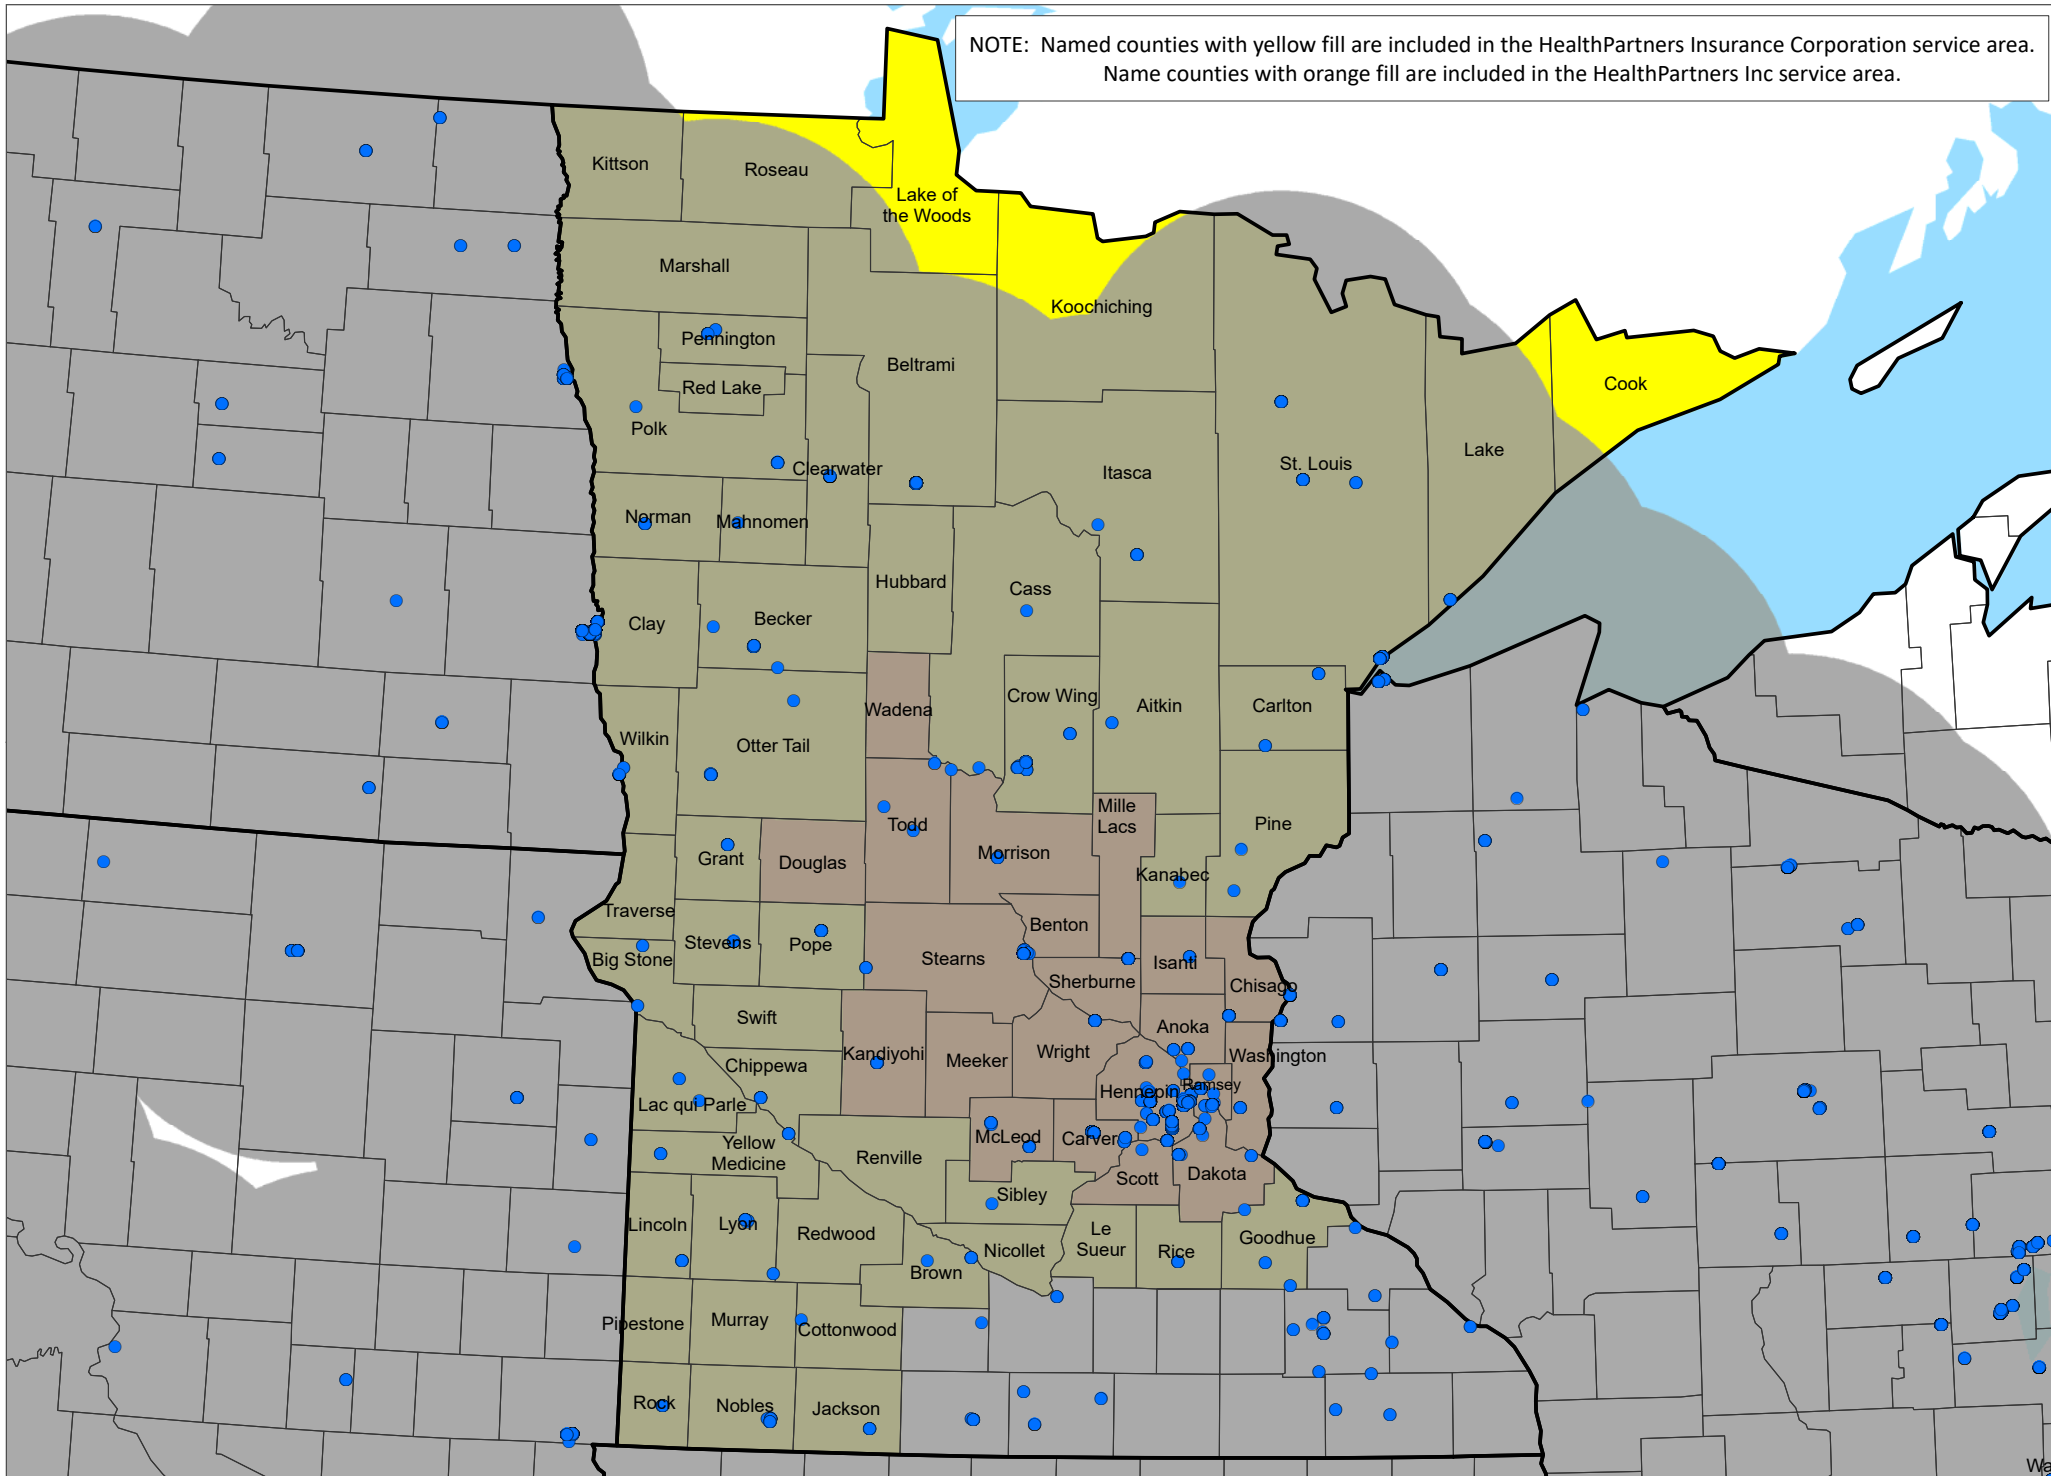 NOTE:  Named counties with yellow fill are included in the HealthPartners Insurance Corporation service area.
Name counties with orange fill are included in the HealthPartners Inc service area.
Kittson
Roseau
Lake of
the Woods
Marshall
Koochiching
Pennington
Beltrami
Red Lake
Cook
Polk
Clearwater
Itasca
St. Louis
Lake
Norman
Mahnomen
Hubbard
Cass
Clay
Becker
Wadena
Crow Wing
Aitkin
Carlton
Wilkin
Otter Tail
Mille
Lacs
Todd
Pine
Grant
Douglas
Morrison
Kanabec
Traverse
Benton
Stevens
Pope
Big Stone
Stearns
Isanti
Sherburne
Chisago
Swift
Anoka
Kandiyohi
Meeker
Wright
Washington
Chippewa
Hennepin
Ramsey
Lac qui Parle
McLeod
Carver
Yellow
Medicine
Renville
Scott
Dakota
Sibley
Lincoln
Lyon
Redwood
Le
Sueur
Rice
Goodhue
Nicollet
Brown
Pipestone
Murray
Cottonwood
Rock
Nobles
Jackson